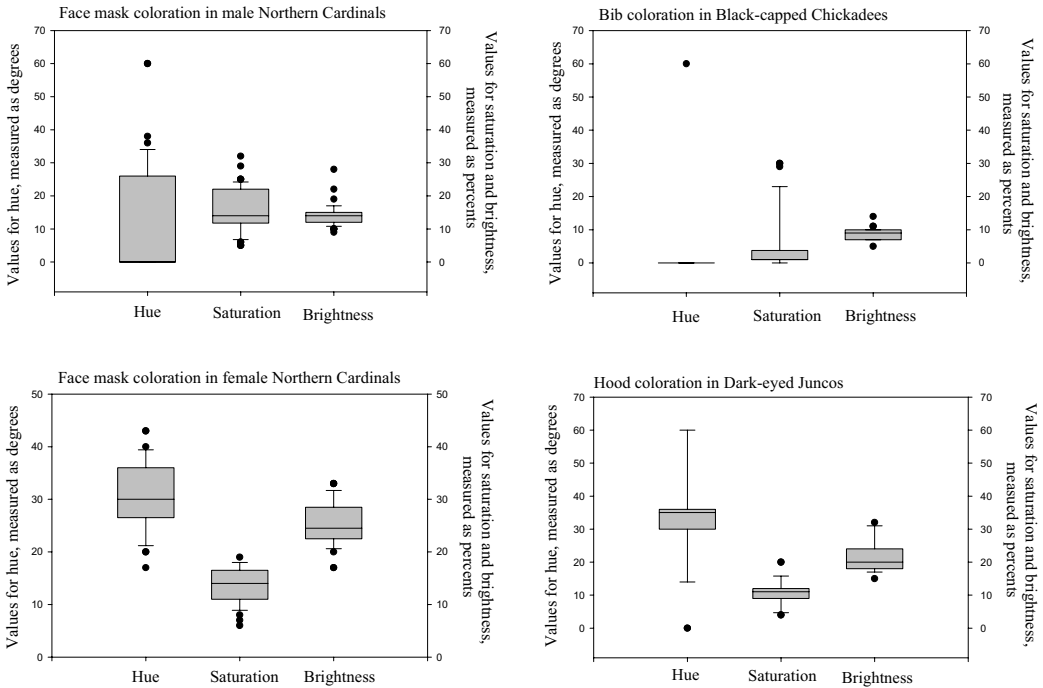 Face mask coloration in male Northern Cardinals
Values for hue, measured as degrees
70
60
50
40
30
20
10
0
70
60
50
40
30
20
10
0
Values for saturation and brightness,
measured as percents
Hue
Saturation
Brightness
Bib coloration in Black-capped Chickadees
Values for hue, measured as degrees
70
60
50
40
30
20
10
0
70
60
50
40
30
20
10
0
Values for saturation and brightness,
measured as percents
Hue
Saturation
Brightness
Face mask coloration in female Northern Cardinals
Values for hue, measured as degrees
50
40
30
20
10
0
50
40
30
20
10
0
Values for saturation and brightness,
measured as percents
Hue
Saturation
Brightness
Hood coloration in Dark-eyed Juncos
Values for hue, measured as degrees
70
60
50
40
30
20
10
0
70
60
50
40
30
20
10
0
Values for saturation and brightness,
measued as percents
Hue
Saturation
Brightness